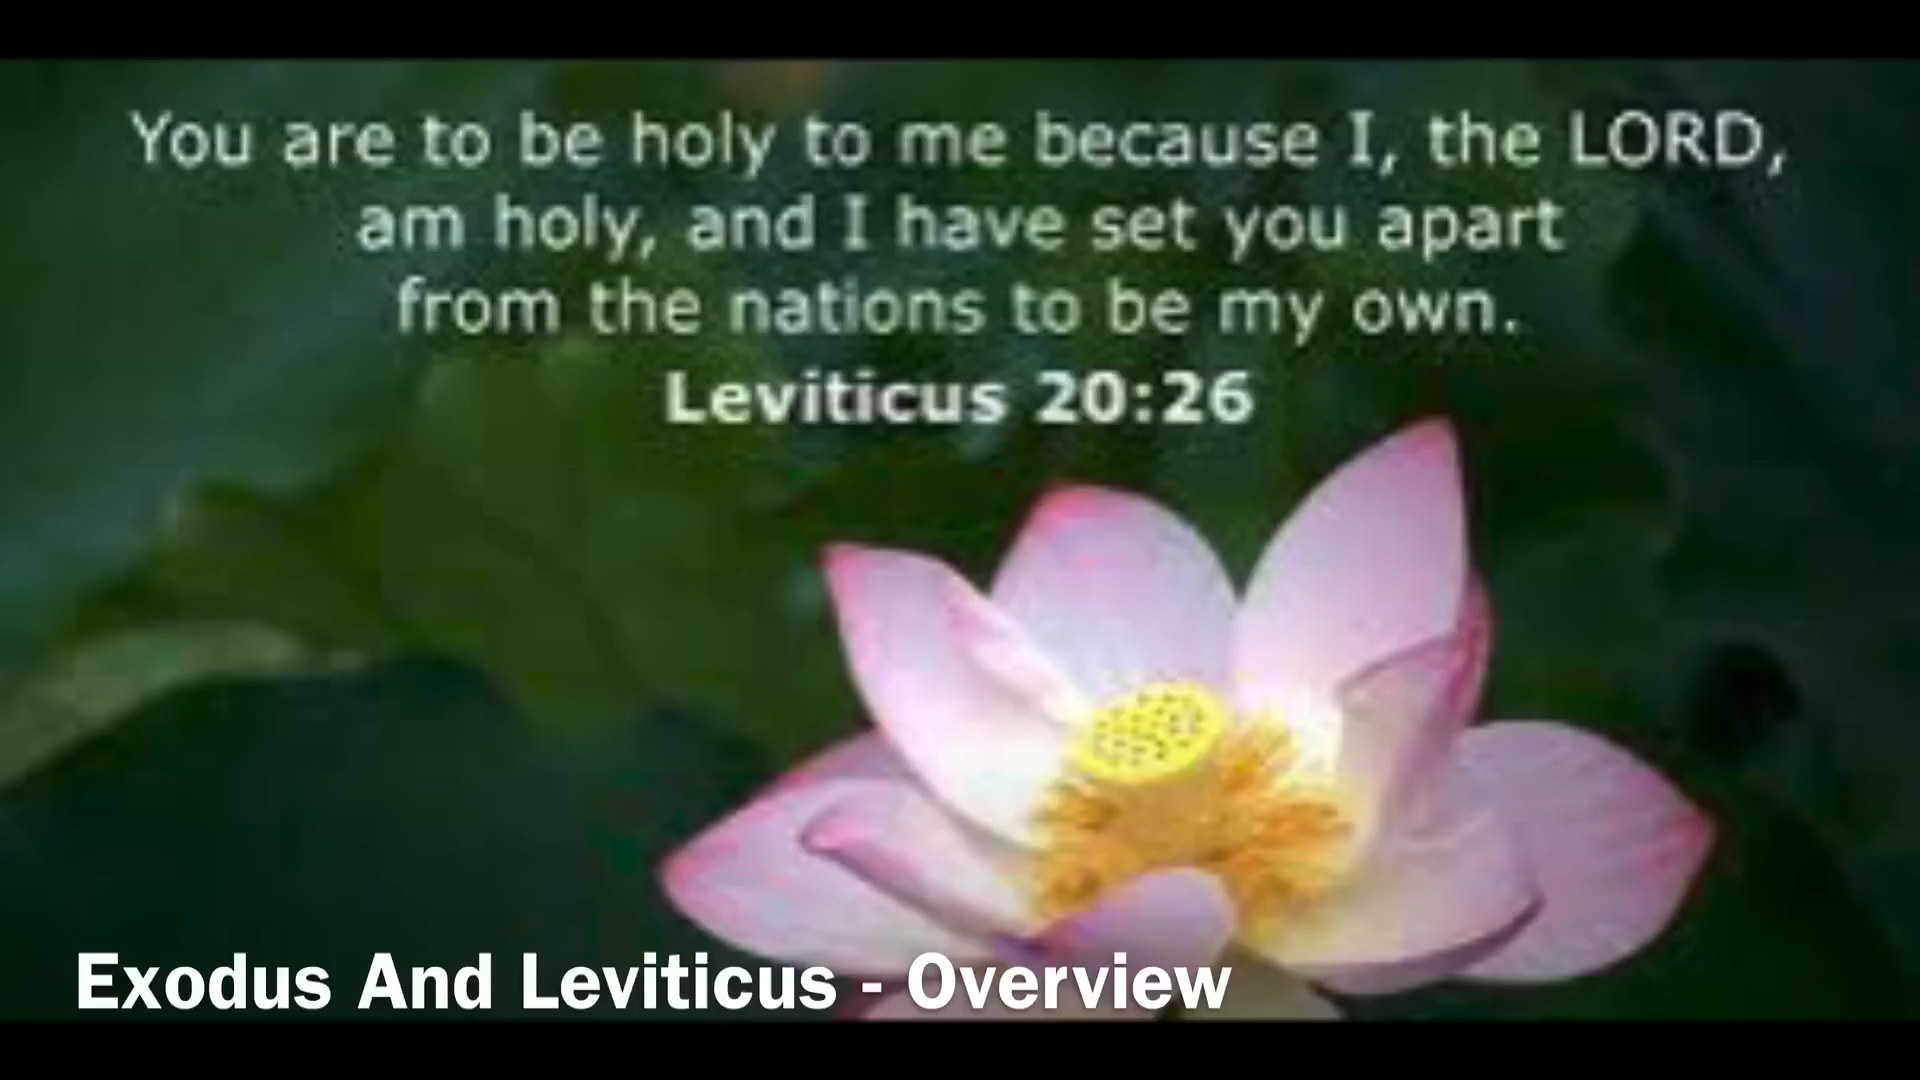 You are to be holy to me because I, the LORD,
am holy, and I have set you apart
from the nations to be my own.
Leviticus 20:26
Exodus And Leviticus - Overview